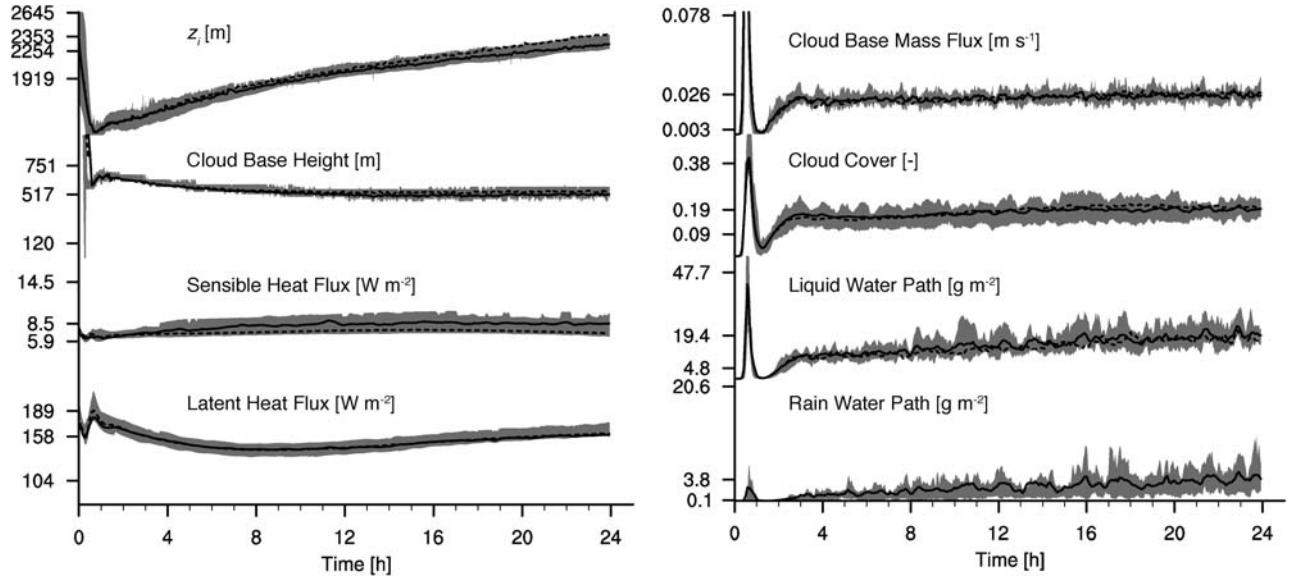 2645
2353
2254
1919
z_i [m]
751
517
120
Cloud Base Height [m]
14.5
8.5
5.9
Sensible Heat Flux [W m⁻²]
189
158
104
Latent Heat Flux [W m⁻²]
0 4 8 12 16 20 24
Time [h]
0.078
0.026
0.003
Cloud Base Mass Flux [m s⁻¹]
0.38
0.19
0.09
Cloud Cover [-]
47.7
19.4
4.8
Liquid Water Path [g m⁻²]
20.6
3.8
0.1
Rain Water Path [g m⁻²]
0 4 8 12 16 20 24
Time [h]